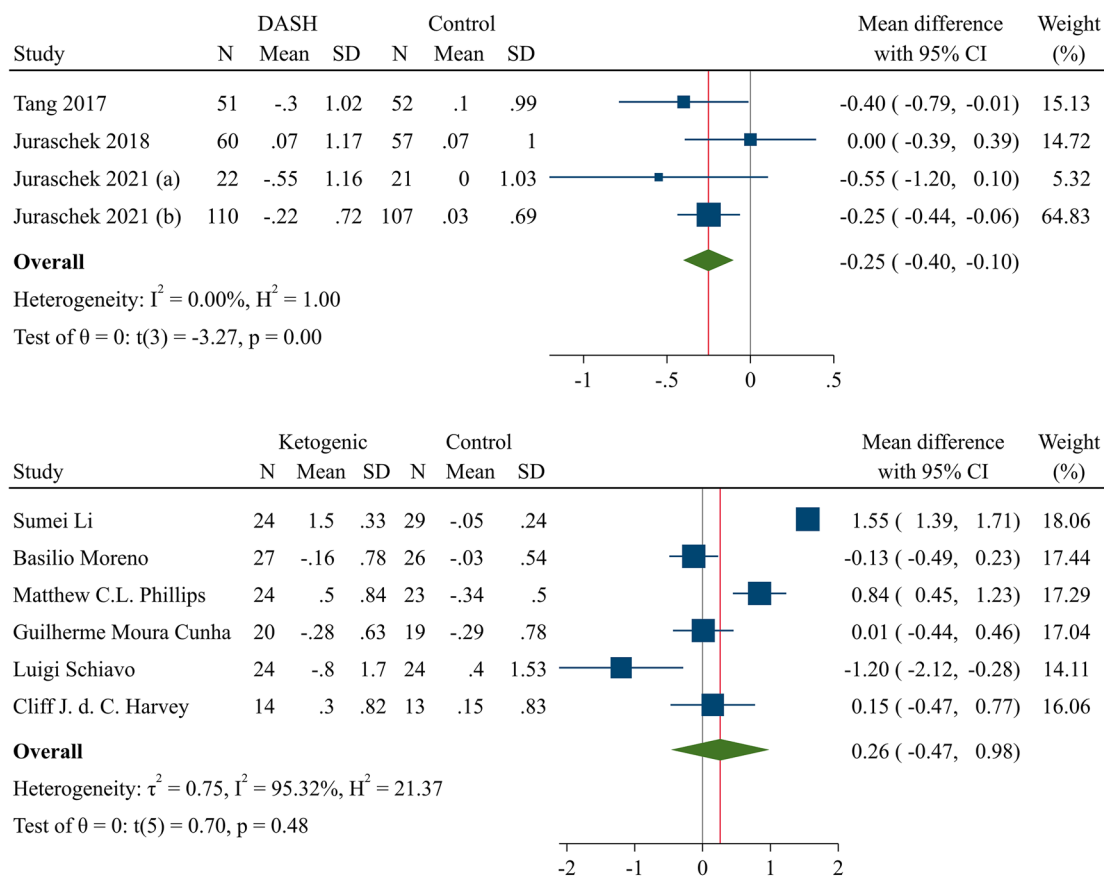 DASH Control Mean difference Weight
Study N Mean SD N Mean SD with 95% CI (%)
Tang 2017 51 -.3 1.02 52 .1 .99 -0.40 ( -0.79, -0.01) 15.13
Juraschek 2018 60 .07 1.17 57 .07 1 0.00 ( -0.39, 0.39) 14.72
Juraschek 2021 (a) 22 -.55 1.16 21 0 1.03 -0.55 ( -1.20, 0.10) 5.32
Juraschek 2021 (b) 110 -.22 .72 107 .03 .69 -0.25 ( -0.44, -0.06) 64.83
Overall -0.25 ( -0.40, -0.10)
Heterogeneity: I² = 0.00%, H² = 1.00
Test of θ = 0: t(3) = -3.27, p = 0.00
-1 -.5 0 .5
Ketogenic Control Mean difference Weight
Study N Mean SD N Mean SD with 95% CI (%)
Sumei Li 24 1.5 .33 29 -.05 .24 1.55 ( 1.39, 1.71) 18.06
Basilio Moreno 27 -.16 .78 26 -.03 .54 -0.13 ( -0.49, 0.23) 17.44
Matthew C.L. Phillips 24 .5 .84 23 -.34 .5 0.84 ( 0.45, 1.23) 17.29
Guilherme Moura Cunha 20 -.28 .63 19 -.29 .78 0.01 ( -0.44, 0.46) 17.04
Luigi Schiavo 24 -.8 1.7 24 .4 1.53 -1.20 ( -2.12, -0.28) 14.11
Cliff J. d. C. Harvey 14 .3 .82 13 .15 .83 0.15 ( -0.47, 0.77) 16.06
Overall 0.26 ( -0.47, 0.98)
Heterogeneity: τ² = 0.75, I² = 95.32%, H² = 21.37
Test of θ = 0: t(5) = 0.70, p = 0.48
-2 -1 0 1 2